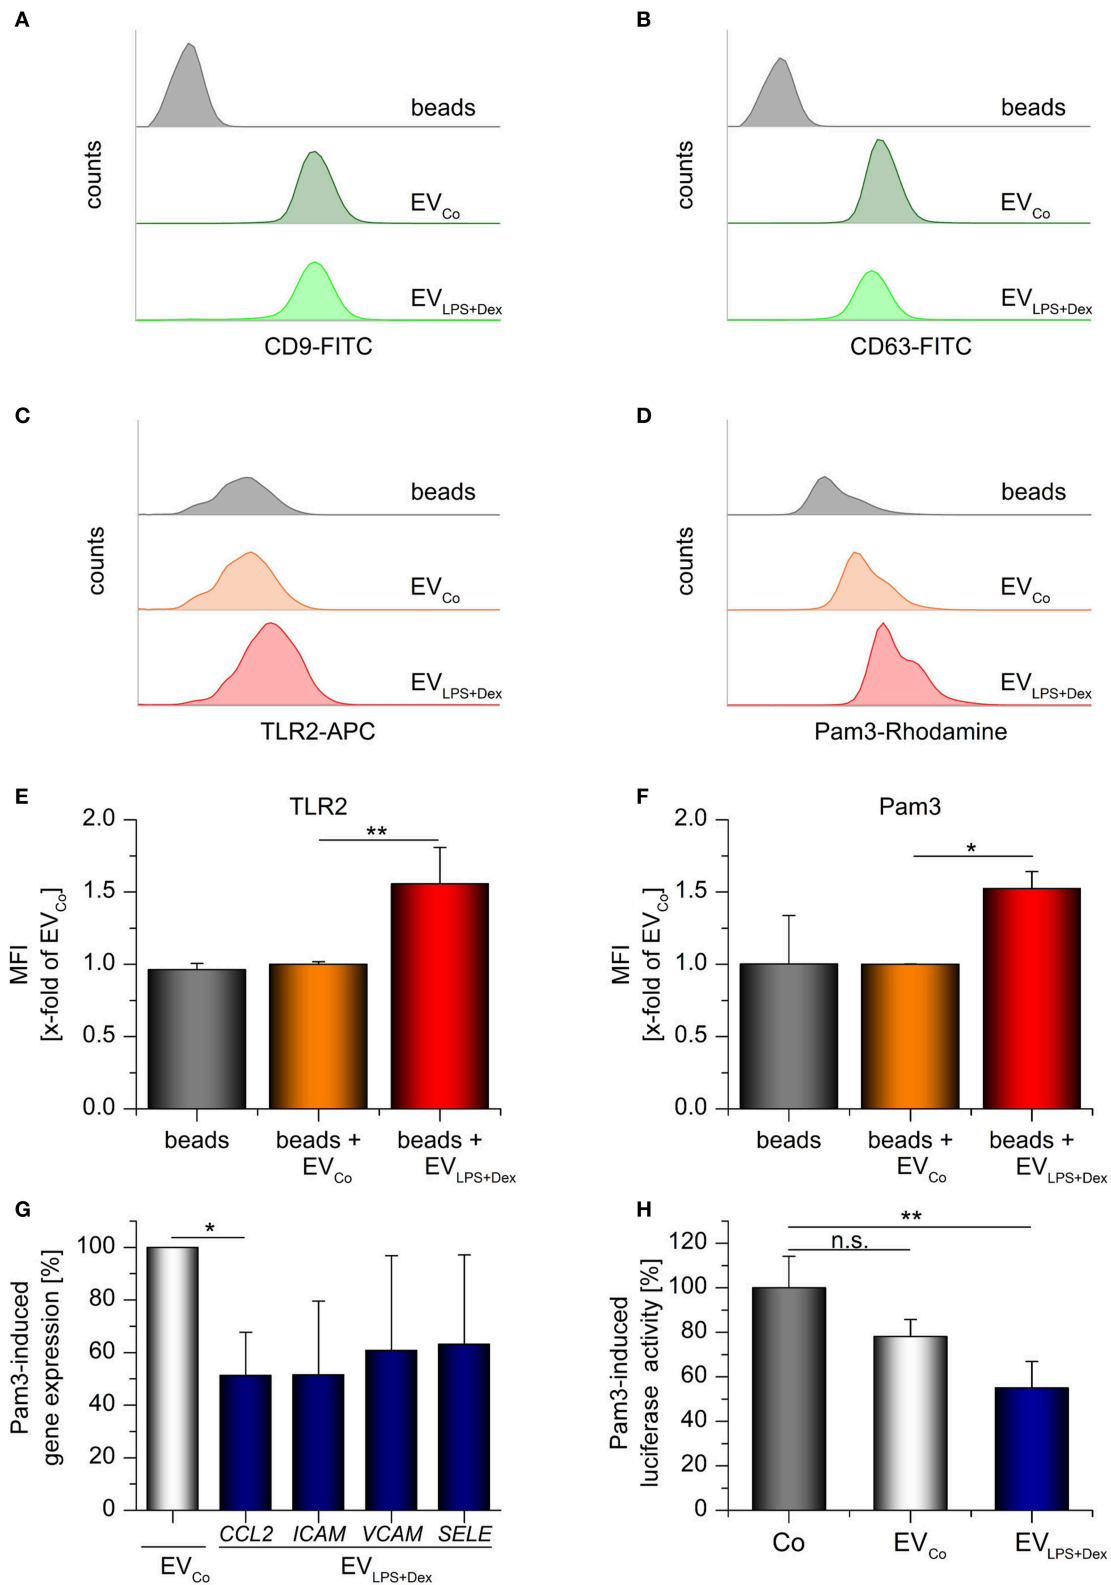 A
counts
beads
EVCo
EVLPS+Dex
CD9-FITC
B
counts
beads
EVCo
EVLPS+Dex
CD63-FITC
C
counts
beads
EVCo
EVLPS+Dex
TLR2-APC
D
counts
beads
EVCo
EVLPS+Dex
Pam3-Rhodamine
E
TLR2
MFI
[x-fold of EVCo]
2.0
1.5
1.0
0.5
0.0
**
beads
beads +
EVCo
beads +
EVLPS+Dex
F
Pam3
MFI
[x-fold of EVCo]
2.0
1.5
1.0
0.5
0.0
*
beads
beads +
EVCo
beads +
EVLPS+Dex
G
Pam3-induced
gene expression [%]
100
80
60
40
20
0
*
CCL2 ICAM VCAM SELE
EVCo
EVLPS+Dex
H
Pam3-induced
luciferase activity [%]
120
100
80
60
40
20
0
**
n.s.
Co
EVCo
EVLPS+Dex